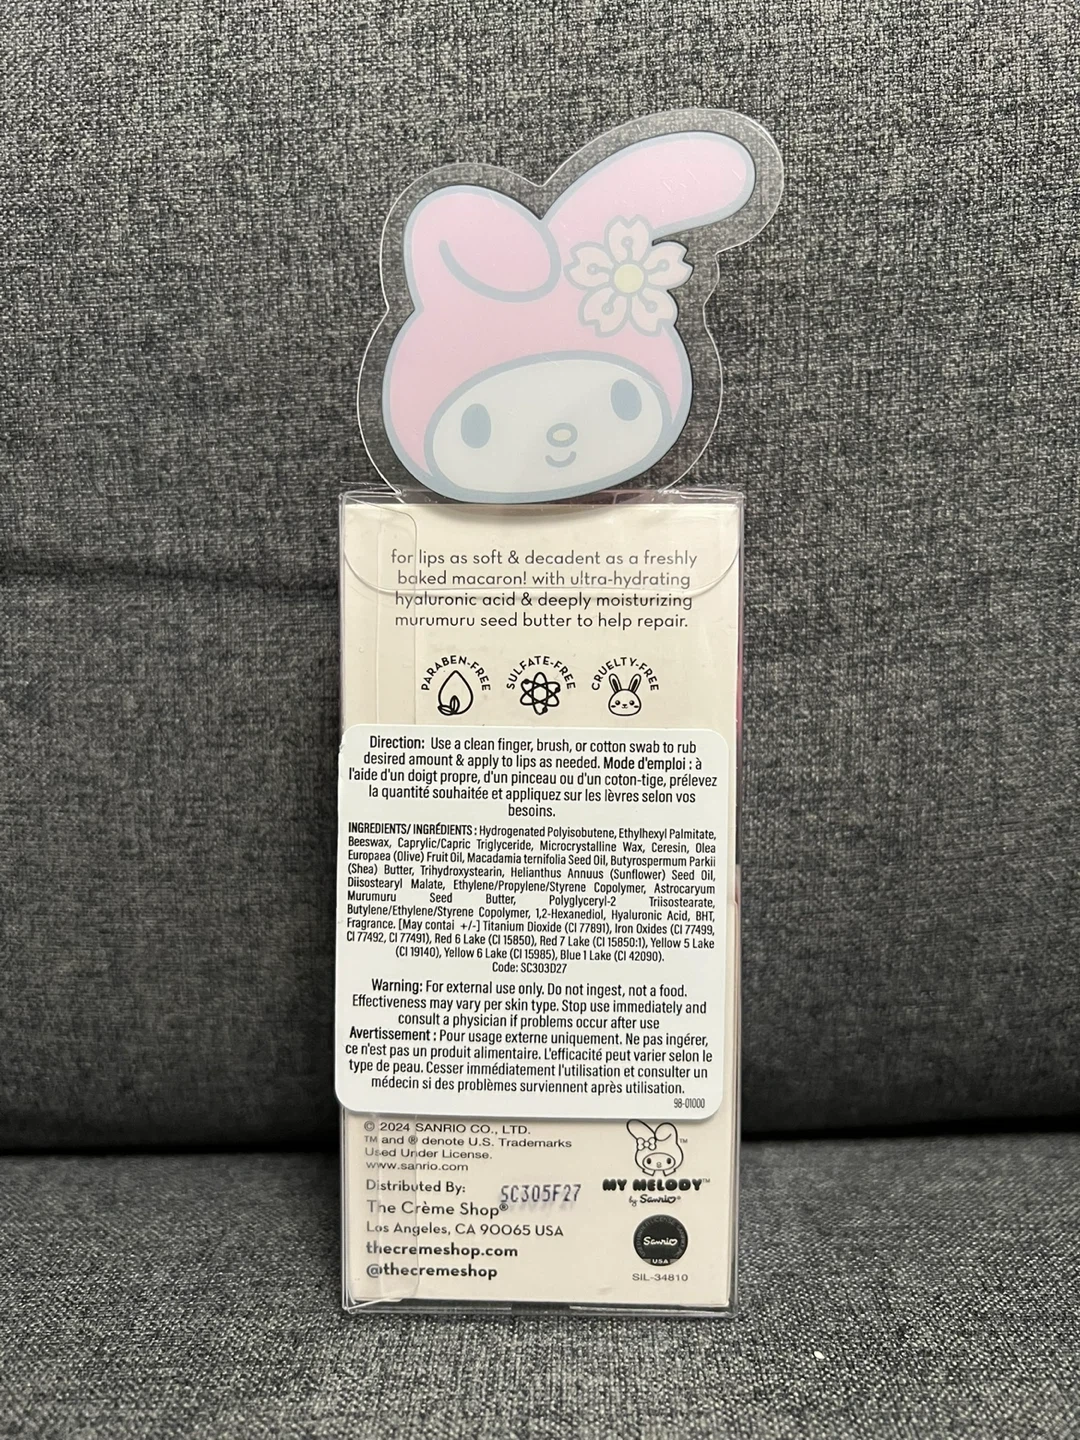 for lips as soft & decadent as a freshly
baked macaron! with ultra-hydrating
hyaluronic acid & deeply moisturizing
murumuru seed butter to help repair.
PARABEN-FREE
SULFATE-FREE
CRUELTY-FREE
Direction: Use a clean finger, brush, or cotton swab to rub
desired amount & apply to lips as needed. Mode d'emploi : à
l'aide d'un doigt propre, d'un pinceau ou d'un coton-tige, prélevez
la quantité souhaitée et appliquez sur les lèvres selon vos
besoins.
INGREDIENTS/ INGRÉDIENTS : Hydrogenated Polyisobutene, Ethylhexyl Palmitate,
Beeswax, Caprylic/Capric Triglyceride, Microcrystalline Wax, Ceresin, Olea
Europaea (Olive) Fruit Oil, Macadamia ternifolia Seed Oil, Butyrospermum Parkii
(Shea) Butter, Trihydroxystearin, Helianthus Annuus (Sunflower) Seed Oil,
Diisostearyl Malate, Ethylene/Propylene/Styrene Copolymer, Astrocaryum
Murumuru Seed Butter, Polyglyceryl-2 Triisostearate,
Butylene/Ethylene/Styrene Copolymer, 1,2-Hexanediol, Hyaluronic Acid, BHT,
Fragrance. [May contai +/-] Titanium Dioxide (CI 77891), Iron Oxides (CI 77499,
CI 77492, CI 77491), Red 6 Lake (CI 15850), Red 7 Lake (CI 15850:1), Yellow 5 Lake
(CI 19140), Yellow 6 Lake (CI 15985), Blue 1 Lake (CI 42090).
Code: SC303D27
Warning: For external use only. Do not ingest, not a food.
Effectiveness may vary per skin type. Stop use immediately and
consult a physician if problems occur after use
Avertissement : Pour usage externe uniquement. Ne pas ingérer,
ce n'est pas un produit alimentaire. L'efficacité peut varier selon le
type de peau. Cesser immédiatement l'utilisation et consulter un
médecin si des problèmes surviennent après utilisation.
98-01000
© 2024 SANRIO CO., LTD.
TM and ® denote U.S. Trademarks
Used Under License.
www.sanrio.com
Distributed By:
SC305F27
The Crème Shop®
Los Angeles, CA 90065 USA
thecremeshop.com
@thecremeshop
TM
MY MELODY™
by Sanrio®
Sanrio
USA
SIL-34810